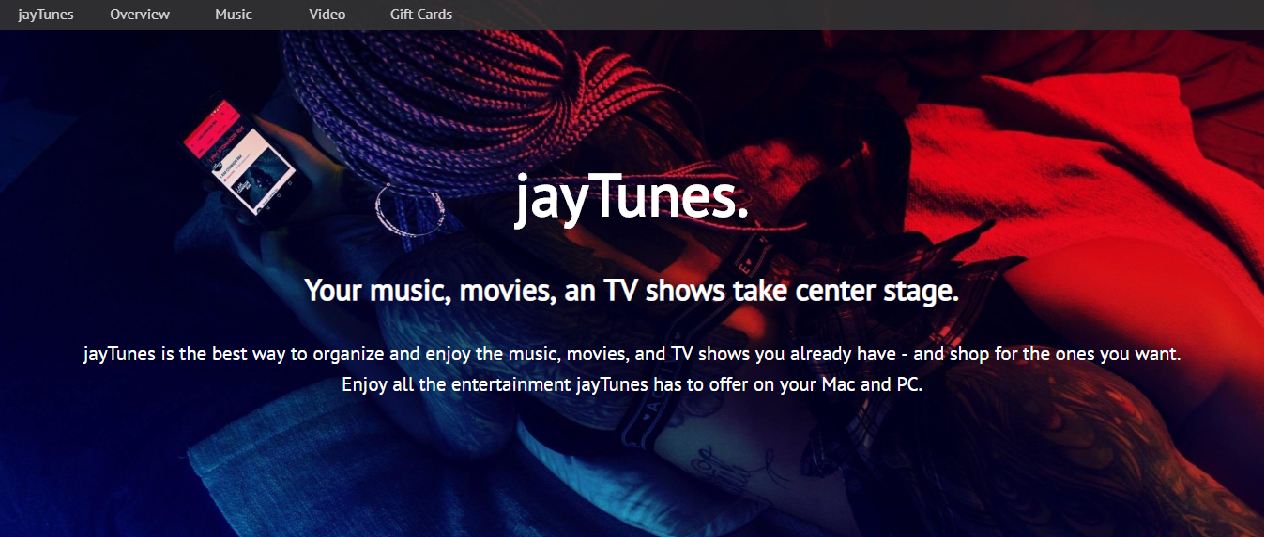 jayTunes Overview Music Video Gift Cards
jayTunes.
Your music, movies, an TV shows take center stage.
jayTunes is the best way to organize and enjoy the music, movies, and TV shows you already have - and shop for the ones you want.
Enjoy all the entertainment jayTunes has to offer on your Mac and PC.